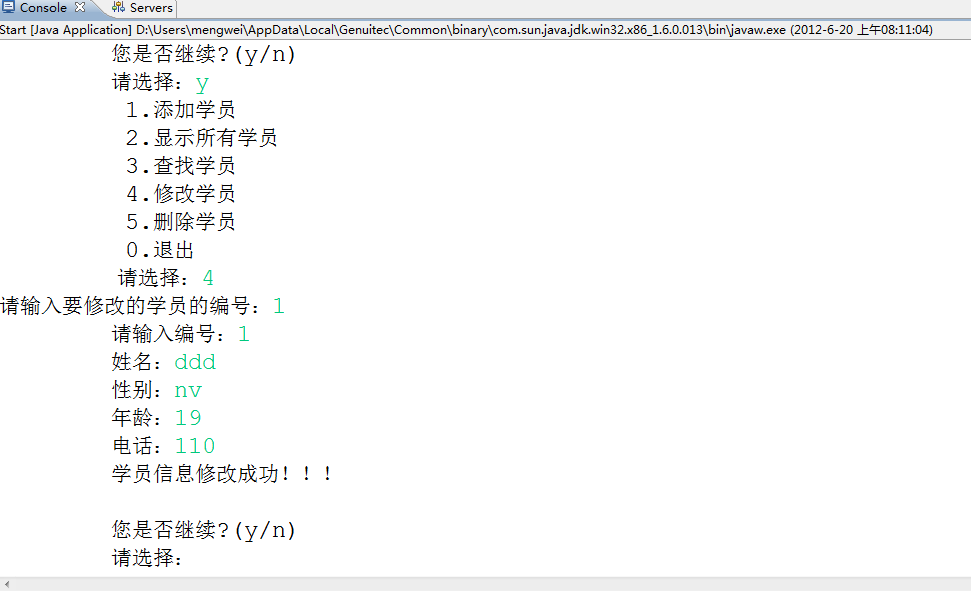 Console Servers
Start [Java Application] D:\Users\mengwei\AppData\Local\Genuitec\Common\binary\com.sun.java.jdk.win32.x86_1.6.0.013\bin\javaw.exe (2012-6-20 上午08:11:04)
您是否继续?(y/n)
请选择：y
1.添加学员
2.显示所有学员
3.查找学员
4.修改学员
5.删除学员
0.退出
请选择：4
请输入要修改的学员的编号：1
请输入编号：1
姓名：ddd
性别：nv
年龄：19
电话：110
学员信息修改成功！！！
您是否继续?(y/n)
请选择：